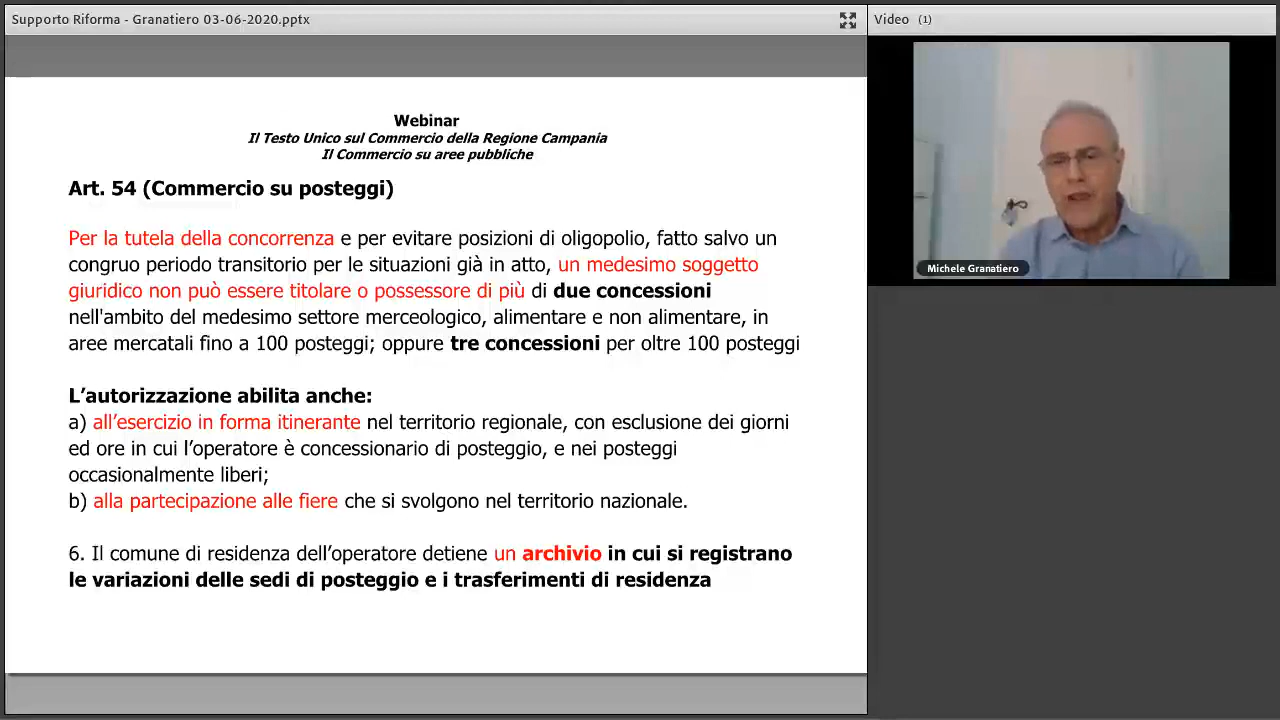 Supporto Riforma - Granatiero 03-06-2020.pptx
Video (1)
Webinar
Il Testo Unico sul Commercio della Regione Campania
Il Commercio su aree pubbliche
Art. 54 (Commercio su posteggi)
Per la tutela della concorrenza e per evitare posizioni di oligopolio, fatto salvo un
congruo periodo transitorio per le situazioni già in atto, un medesimo soggetto
giuridico non può essere titolare o possessore di più di due concessioni
nell'ambito del medesimo settore merceologico, alimentare e non alimentare, in
aree mercatali fino a 100 posteggi; oppure tre concessioni per oltre 100 posteggi
L’autorizzazione abilita anche:
a) all’esercizio in forma itinerante nel territorio regionale, con esclusione dei giorni
ed ore in cui l’operatore è concessionario di posteggio, e nei posteggi
occasionalmente liberi;
b) alla partecipazione alle fiere che si svolgono nel territorio nazionale.
6. Il comune di residenza dell’operatore detiene un archivio in cui si registrano
le variazioni delle sedi di posteggio e i trasferimenti di residenza
Michele Granatiero